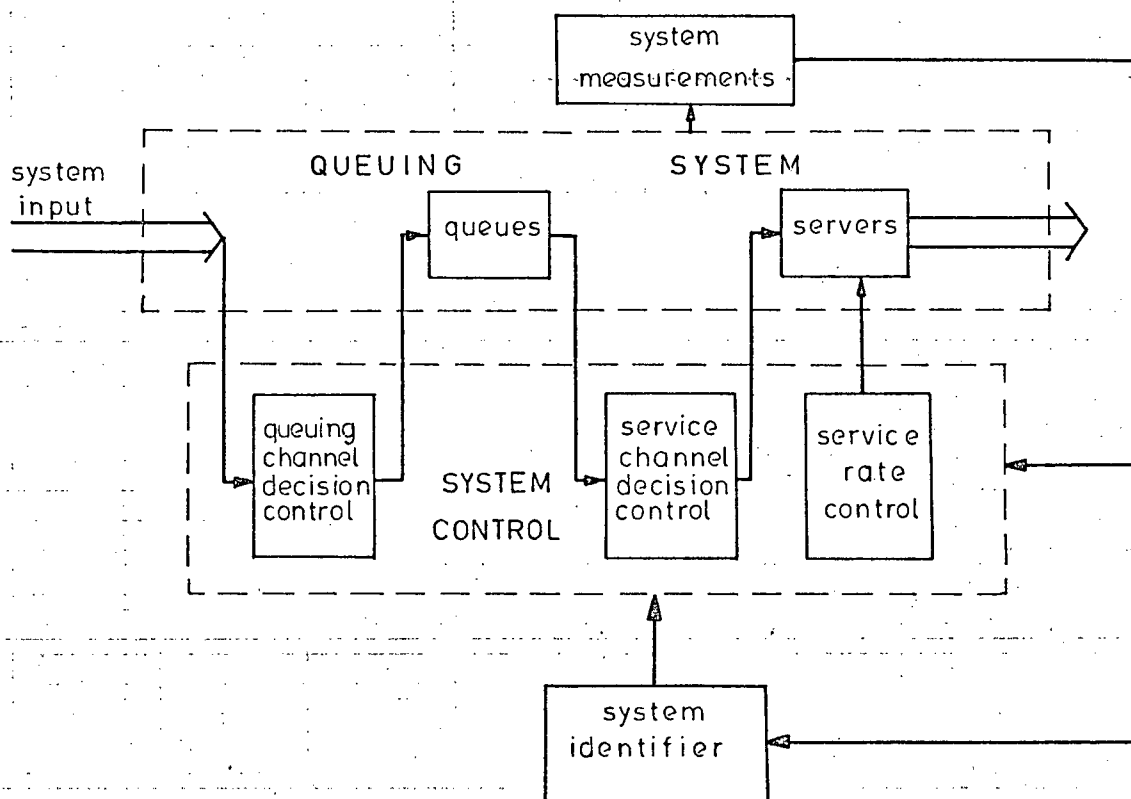 system
measurements
QUEUING SYSTEM
system
input
queues
servers
queuing
channel
decision
control
SYSTEM
CONTROL
service
channel
decision
control
service
rate
control
system
identifier